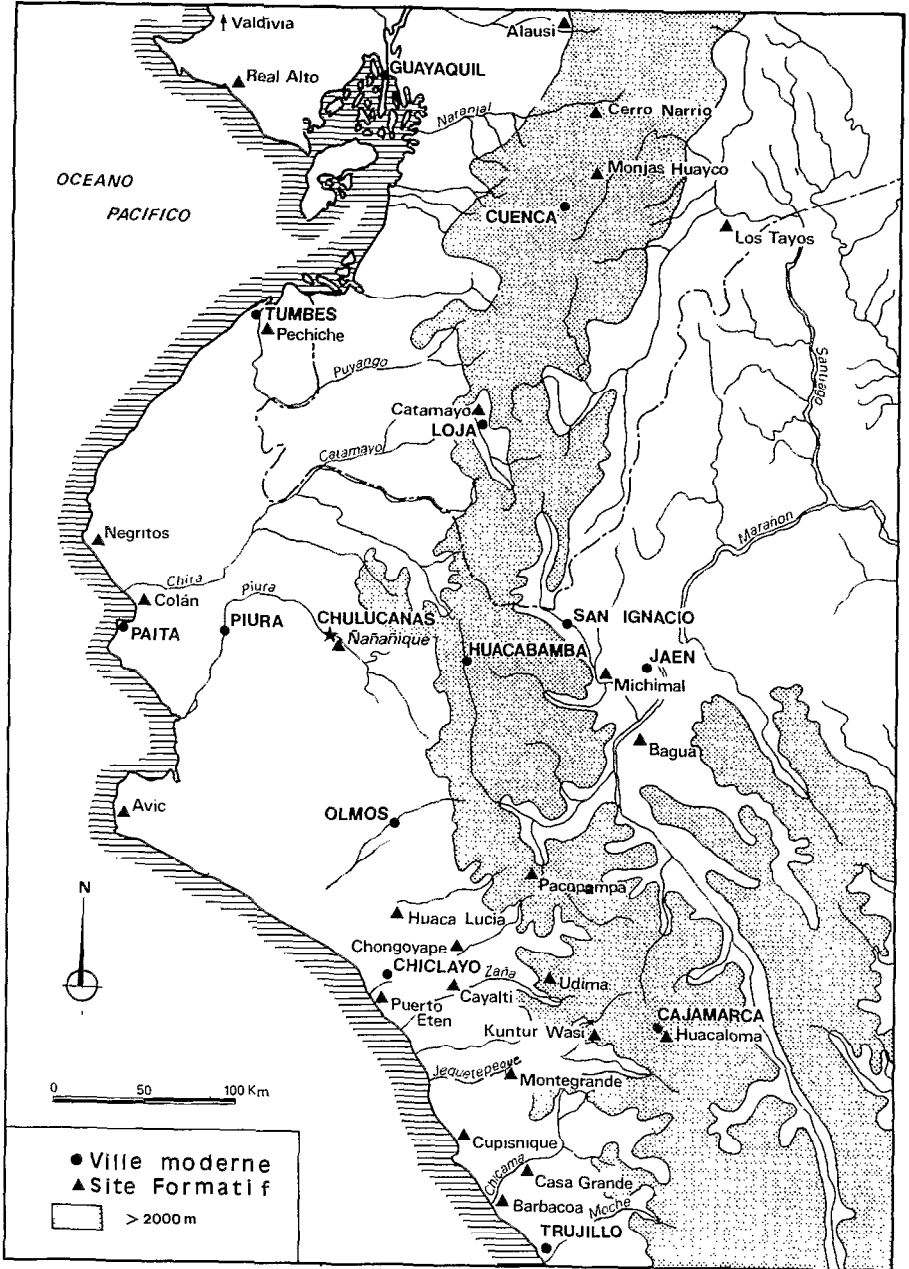 Valdivia
Alausi
Real Alto
GUAYAQUIL
Naranjal
Cerro Narrio
OCEANO
PACIFICO
Monjas Huayco
CUENCA
Los Tayos
TUMBES
Pechiche
Puyango
Santiago
Catamayo
LOJA
Catamayo
Negritos
Marañon
Chira
Colán
Piura
PAITA
PIURA
CHULUCANAS
Ñañañique
SAN IGNACIO
HUACABAMBA
JAEN
Michimal
Bagua
Avic
OLMOS
N
Pacopampa
Huaca Lucia
Chongoyape
CHICLAYO
Zaña
Udima
Cayalti
Puerto
Eten
CAJAMARCA
Kuntur Wasi
Huacaloma
Jequetepeque
Montegrande
0 50 100 Km
Cupisnique
Chicama
Casa Grande
Barbacoa
Moche
TRUJILLO
Ville moderne
Site Formatif
> 2000 m